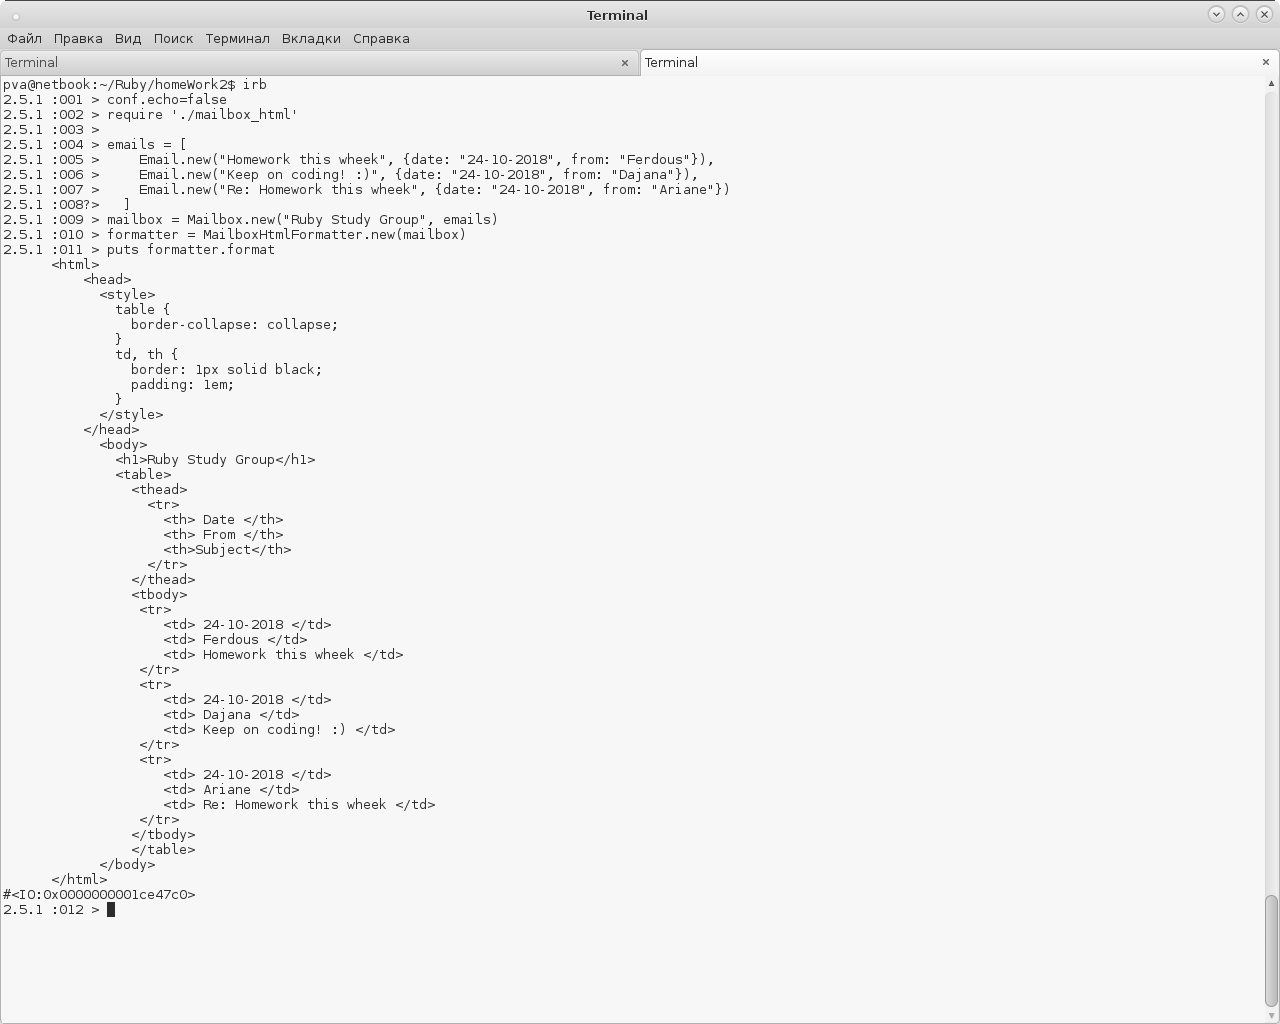 Terminal
Файл Правка Вид Поиск Терминал Вкладки Справка
Terminal × Terminal ×
pva@netbook:~/Ruby/homeWork2$ irb
2.5.1 :001 > conf.echo=false
2.5.1 :002 > require './mailbox_html'
2.5.1 :003 >
2.5.1 :004 > emails = [
2.5.1 :005 >     Email.new("Homework this wheek", {date: "24-10-2018", from: "Ferdous"}),
2.5.1 :006 >     Email.new("Keep on coding! :)", {date: "24-10-2018", from: "Dajana"}),
2.5.1 :007 >     Email.new("Re: Homework this wheek", {date: "24-10-2018", from: "Ariane"})
2.5.1 :008?>   ]
2.5.1 :009 > mailbox = Mailbox.new("Ruby Study Group", emails)
2.5.1 :010 > formatter = MailboxHtmlFormatter.new(mailbox)
2.5.1 :011 > puts formatter.format
      <html>
          <head>
            <style>
              table {
                border-collapse: collapse;
              }
              td, th {
                border: 1px solid black;
                padding: 1em;
              }
            </style>
          </head>
            <body>
              <h1>Ruby Study Group</h1>
              <table>
                <thead>
                  <tr>
                    <th> Date </th>
                    <th> From </th>
                    <th>Subject</th>
                  </tr>
                </thead>
                <tbody>
                 <tr>
                    <td> 24-10-2018 </td>
                    <td> Ferdous </td>
                    <td> Homework this wheek </td>
                 </tr>
                 <tr>
                    <td> 24-10-2018 </td>
                    <td> Dajana </td>
                    <td> Keep on coding! :) </td>
                 </tr>
                 <tr>
                    <td> 24-10-2018 </td>
                    <td> Ariane </td>
                    <td> Re: Homework this wheek </td>
                 </tr>
                </tbody>
                </table>
            </body>
      </html>
#<IO:0x0000000001ce47c0>
2.5.1 :012 >